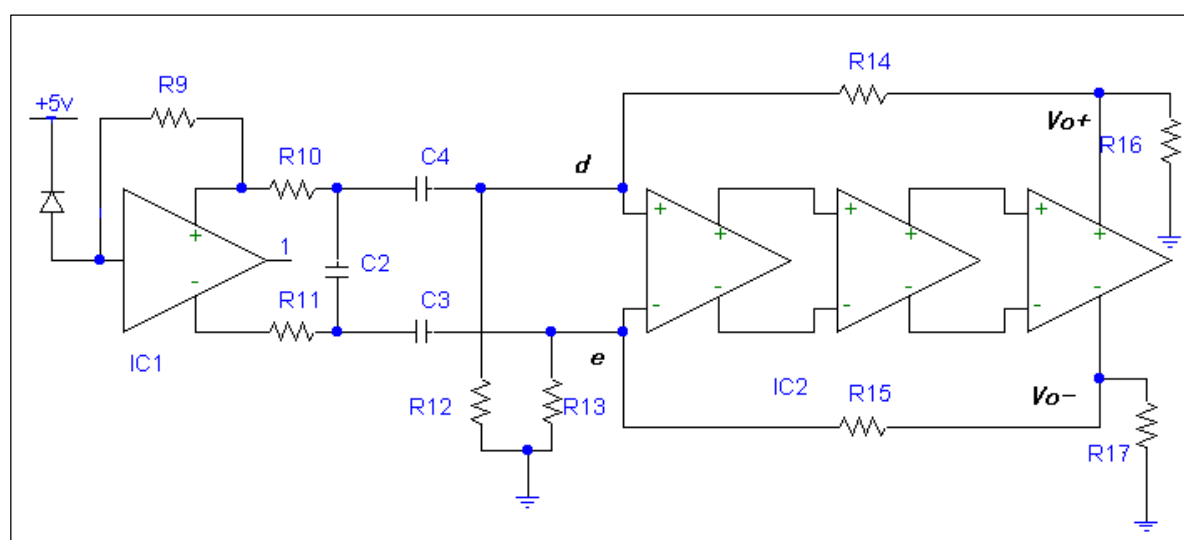 R14
R9
+5v
Vo+
R16
R10
C4
d
+
+
+
+
+
+
+
1
C2
-
-
-
-
-
-
-
R11
C3
IC1
e
IC2
R12
R13
R15
Vo-
R17